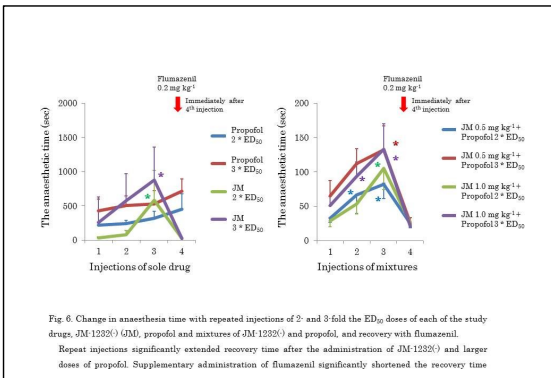 Flumazenil
0.2 mg kg-1
Immediately after
4th injection
The anaesthetic time (sec)
2000
1500
1000
500
0
1 2 3 4
Injections of sole drug
*
*
Propofol
2 * ED50
Propofol
3 * ED50
JM
2 * ED50
JM
3 * ED50
Flumazenil
0.2 mg kg-1
Immediately after
4th injection
The anaesthetic time (sec)
200
150
100
50
0
1 2 3 4
Injections of mixtures
*
*
*
*
*
*
JM 0.5 mg kg-1+
Propofol 2 * ED50
JM 0.5 mg kg-1+
Propofol 3 * ED50
JM 1.0 mg kg-1+
Propofol 2 * ED50
JM 1.0 mg kg-1+
Propofol 3 * ED50
Fig. 6. Change in anaesthesia time with repeated injections of 2- and 3-fold the ED50 doses of each of the study
drugs, JM-1232(-) (JM), propofol and mixtures of JM-1232(-) and propofol, and recovery with flumazenil.
Repeat injections significantly extended recovery time after the administration of JM-1232(-) and larger
doses of propofol. Supplementary administration of flumazenil significantly shortened the recovery time